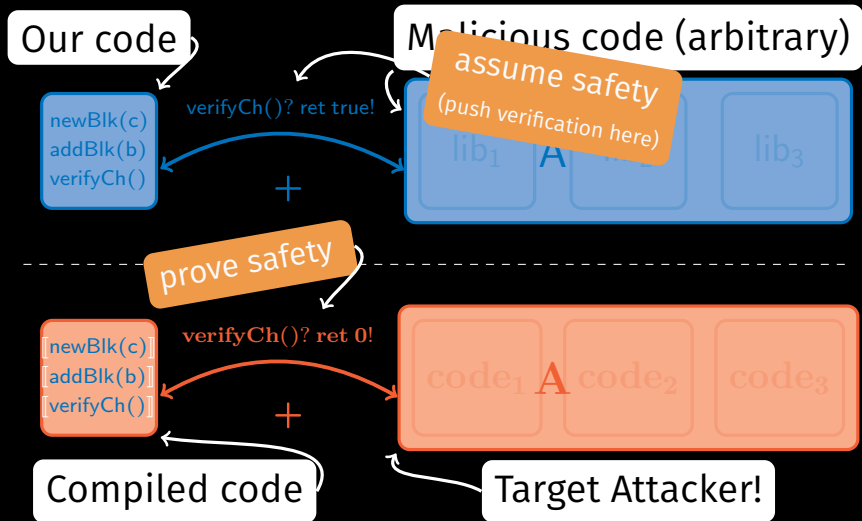 Our code
Malicious code (arbitrary)
assume safety
(push verification here)
verifyCh()? ret true!
newBlk(c)
addBlk(b)
verifyCh()
+
lib₁
A
lib₃
prove safety
verifyCh()? ret 0!
⟦newBlk(c)⟧
⟦addBlk(b)⟧
⟦verifyCh()⟧
+
code₁
A
code₂
code₃
Compiled code
Target Attacker!